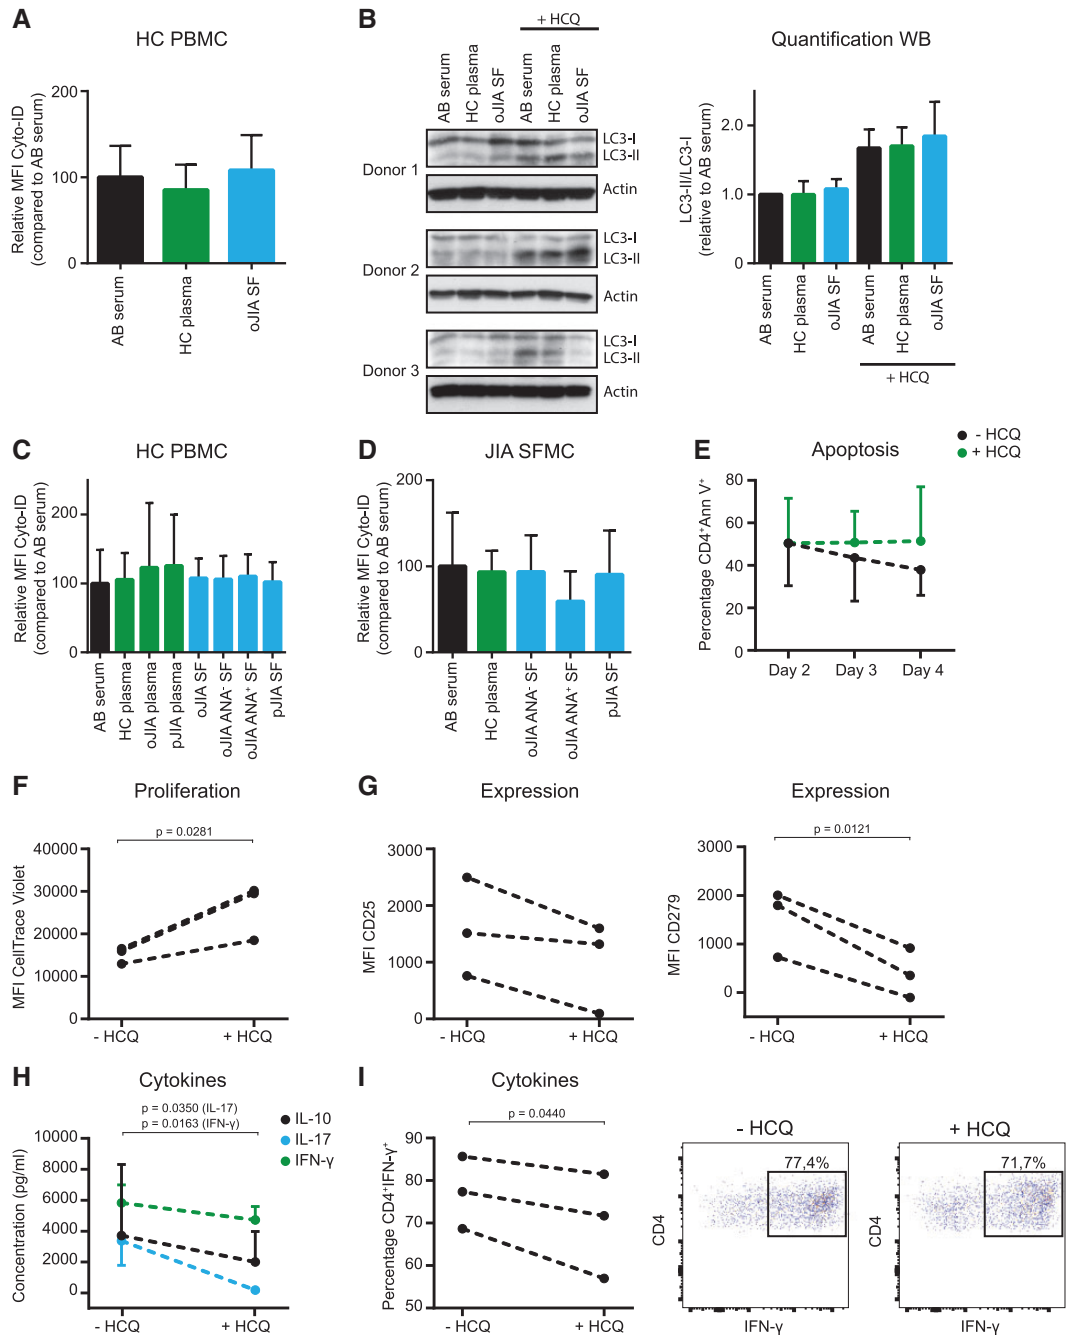 A
HC PBMC
Relative MFI Cyto-ID
(compared to AB serum)
200
100
0
AB serum
HC plasma
oJIA SF
B
+ HCQ
AB serum
HC plasma
oJIA SF
AB serum
HC plasma
oJIA SF
Donor 1
LC3-I
LC3-II
Actin
Donor 2
LC3-I
LC3-II
Actin
Donor 3
LC3-I
LC3-II
Actin
Quantification WB
LC3-II/LC3-I
(relative to AB serum)
2.0
1.0
0
AB serum
HC plasma
oJIA SF
AB serum
HC plasma
oJIA SF
+ HCQ
C
HC PBMC
Relative MFI Cyto-ID
(compared to AB serum)
200
100
0
AB serum
HC plasma
oJIA plasma
pJIA plasma
oJIA SF
oJIA ANA⁻ SF
oJIA ANA⁺ SF
pJIA SF
D
JIA SFMC
Relative MFI Cyto-ID
(compared to AB serum)
200
100
0
AB serum
HC plasma
oJIA ANA⁻ SF
oJIA ANA⁺ SF
pJIA SF
E
Apoptosis
- HCQ
+ HCQ
Percentage CD4⁺Ann V⁺
80
60
40
20
0
Day 2
Day 3
Day 4
F
Proliferation
p = 0.0281
MFI CellTrace Violet
40000
30000
20000
10000
0
- HCQ
+ HCQ
G
Expression
MFI CD25
3000
2000
1000
0
- HCQ
+ HCQ
Expression
p = 0.0121
MFI CD279
3000
2000
1000
0
- HCQ
+ HCQ
H
Cytokines
p = 0.0350 (IL-17)
p = 0.0163 (IFN-γ)
IL-10
IL-17
IFN-γ
Concentration (pg/ml)
10000
8000
6000
4000
2000
0
- HCQ
+ HCQ
I
Cytokines
p = 0.0440
Percentage CD4⁺IFN-γ⁺
90
80
70
60
50
- HCQ
+ HCQ
- HCQ
77,4%
CD4
IFN-γ
+ HCQ
71,7%
CD4
IFN-γ